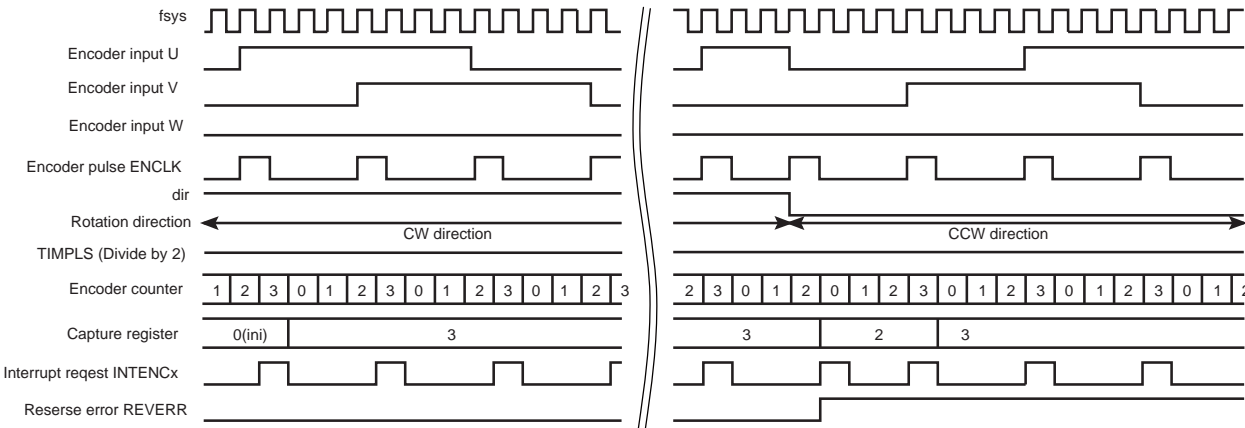 fsys
Encoder input U
Encoder input V
Encoder input W
Encoder pulse ENCLK
dir
Rotation direction
CW direction
CCW direction
TIMPLS (Divide by 2)
Encoder counter
1 2 3 0 1 2 3 0 1 2 3 0 1 2 3
2 3 0 1 2 0 1 2 3 0 1 2 3 0 1 2 3 0 1 2
Capture register
0(ini) 3
3 2 3
Interrupt reqest INTENCx
Reserse error REVERR